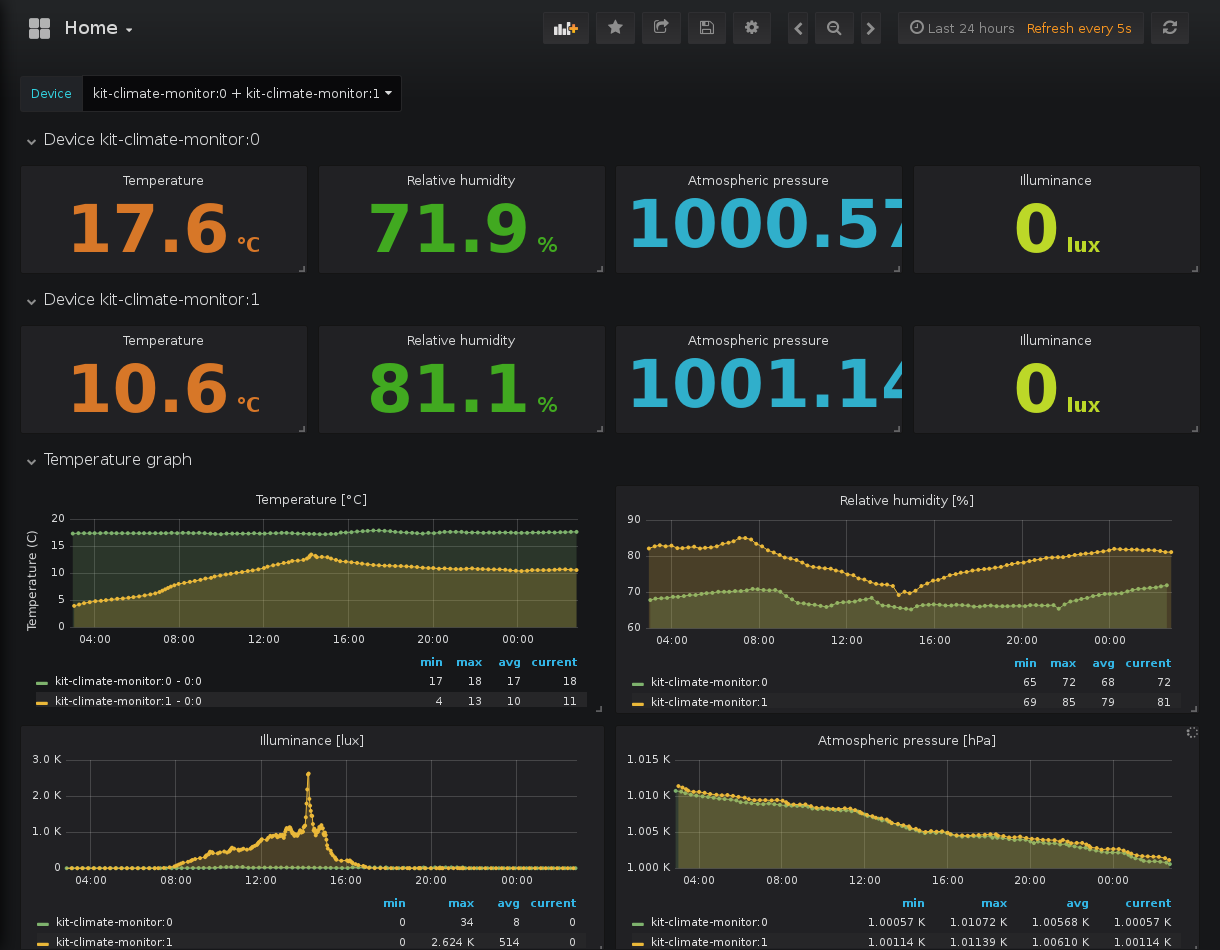 Home
Last 24 hours Refresh every 5s
Device kit-climate-monitor:0 + kit-climate-monitor:1
Device kit-climate-monitor:0
Temperature Relative humidity Atmospheric pressure Illuminance
17.6 °C 71.9 % 1000.57 0 lux
Device kit-climate-monitor:1
Temperature Relative humidity Atmospheric pressure Illuminance
10.6 °C 81.1 % 1001.14 0 lux
Temperature graph
Temperature [°C]
Temperature (C)
20
15
10
5
0
04:00 08:00 12:00 16:00 20:00 00:00
min max avg current
kit-climate-monitor:0 - 0:0 17 18 17 18
kit-climate-monitor:1 - 0:0 4 13 10 11
Relative humidity [%]
90
80
70
60
04:00 08:00 12:00 16:00 20:00 00:00
min max avg current
kit-climate-monitor:0 65 72 68 72
kit-climate-monitor:1 69 85 79 81
Illuminance [lux]
3.0 K
2.0 K
1.0 K
0
04:00 08:00 12:00 16:00 20:00 00:00
min max avg current
kit-climate-monitor:0 0 34 8 0
kit-climate-monitor:1 0 2.624 K 514 0
Atmospheric pressure [hPa]
1.015 K
1.010 K
1.005 K
1.000 K
04:00 08:00 12:00 16:00 20:00 00:00
min max avg current
kit-climate-monitor:0 1.00057 K 1.01072 K 1.00568 K 1.00057 K
kit-climate-monitor:1 1.00114 K 1.01139 K 1.00610 K 1.00114 K